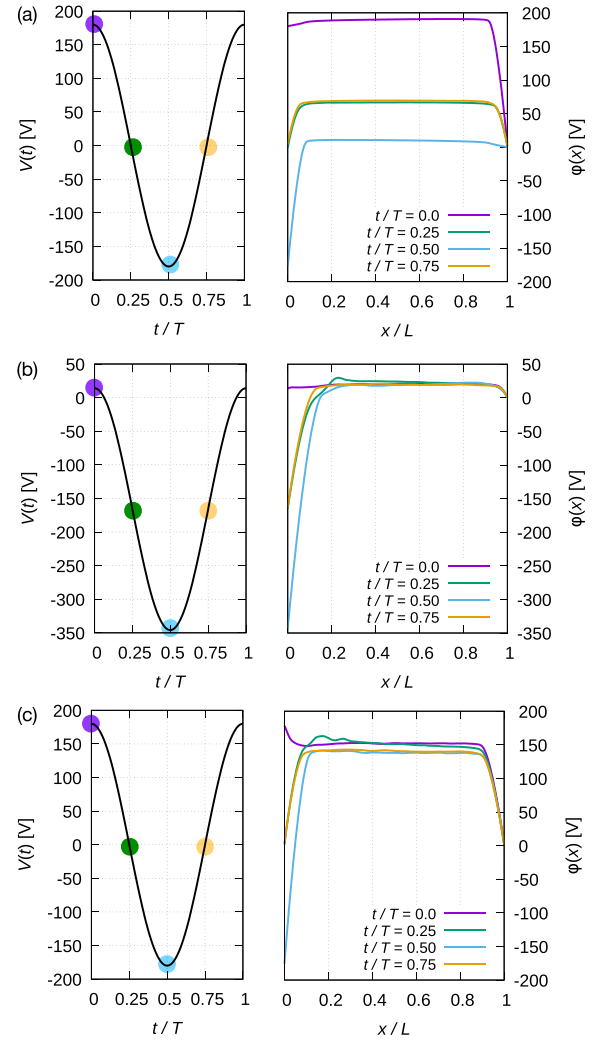 (a)
V(t) [V]
200
150
100
50
0
-50
-100
-150
-200
0 0.25 0.5 0.75 1
t / T
200
150
100
50
0
-50
-100
-150
-200
φ(x) [V]
t / T = 0.0
t / T = 0.25
t / T = 0.50
t / T = 0.75
0 0.2 0.4 0.6 0.8 1
x / L
(b)
V(t) [V]
50
0
-50
-100
-150
-200
-250
-300
-350
0 0.25 0.5 0.75 1
t / T
50
0
-50
-100
-150
-200
-250
-300
-350
φ(x) [V]
t / T = 0.0
t / T = 0.25
t / T = 0.50
t / T = 0.75
0 0.2 0.4 0.6 0.8 1
x / L
(c)
V(t) [V]
200
150
100
50
0
-50
-100
-150
-200
0 0.25 0.5 0.75 1
t / T
200
150
100
50
0
-50
-100
-150
-200
φ(x) [V]
t / T = 0.0
t / T = 0.25
t / T = 0.50
t / T = 0.75
0 0.2 0.4 0.6 0.8 1
x / L